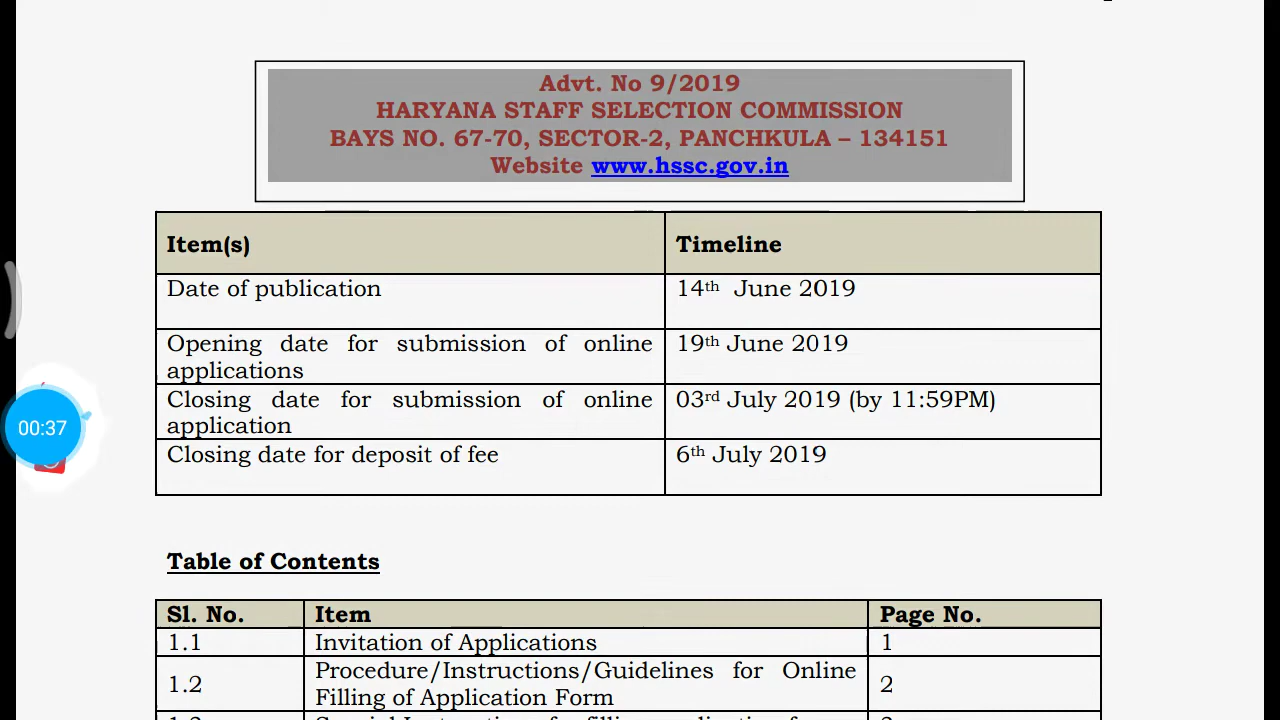 Advt. No 9/2019
HARYANA STAFF SELECTION COMMISSION
BAYS NO. 67-70, SECTOR-2, PANCHKULA – 134151
Website www.hssc.gov.in
Item(s) Timeline
Date of publication 14th June 2019
Opening date for submission of online
applications 19th June 2019
Closing date for submission of online
application 03rd July 2019 (by 11:59PM)
00:37
Closing date for deposit of fee 6th July 2019
Table of Contents
Sl. No. Item Page No.
1.1 Invitation of Applications 1
1.2 Procedure/Instructions/Guidelines for Online
Filling of Application Form 2